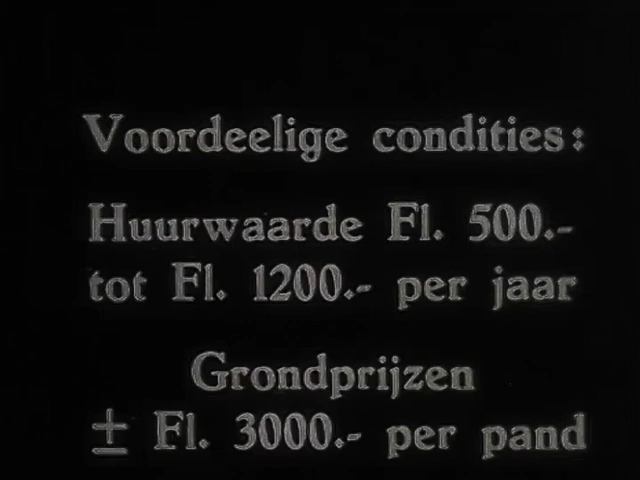 Voordeelige condities:
Huurwaarde Fl. 500.-
tot Fl. 1200.- per jaar
Grondprijzen
± Fl. 3000.- per pand